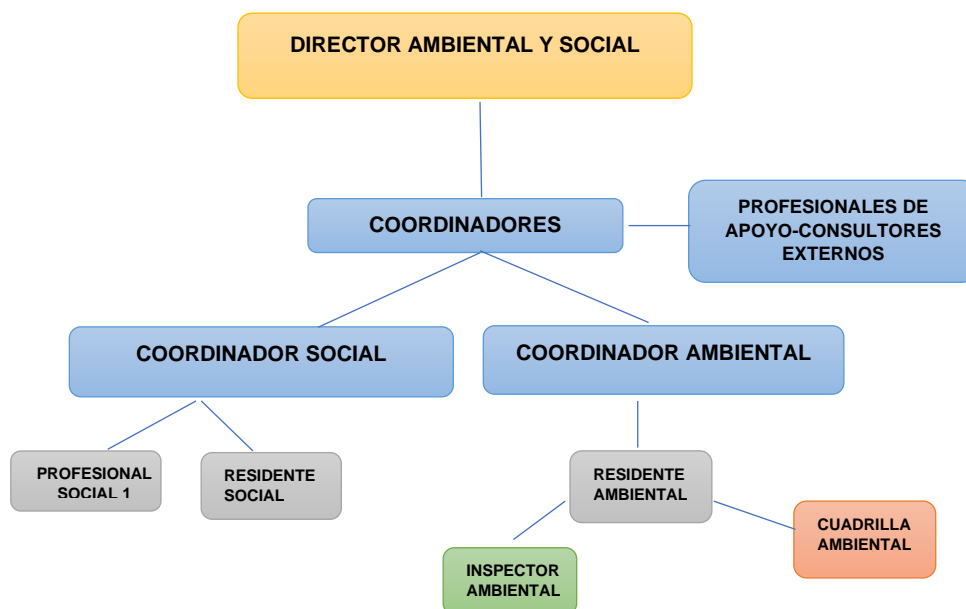 DIRECTOR AMBIENTAL Y SOCIAL
COORDINADORES
PROFESIONALES DE
APOYO-CONSULTORES
EXTERNOS
COORDINADOR SOCIAL
COORDINADOR AMBIENTAL
PROFESIONAL
SOCIAL 1
RESIDENTE
SOCIAL
RESIDENTE
AMBIENTAL
CUADRILLA
AMBIENTAL
INSPECTOR
AMBIENTAL